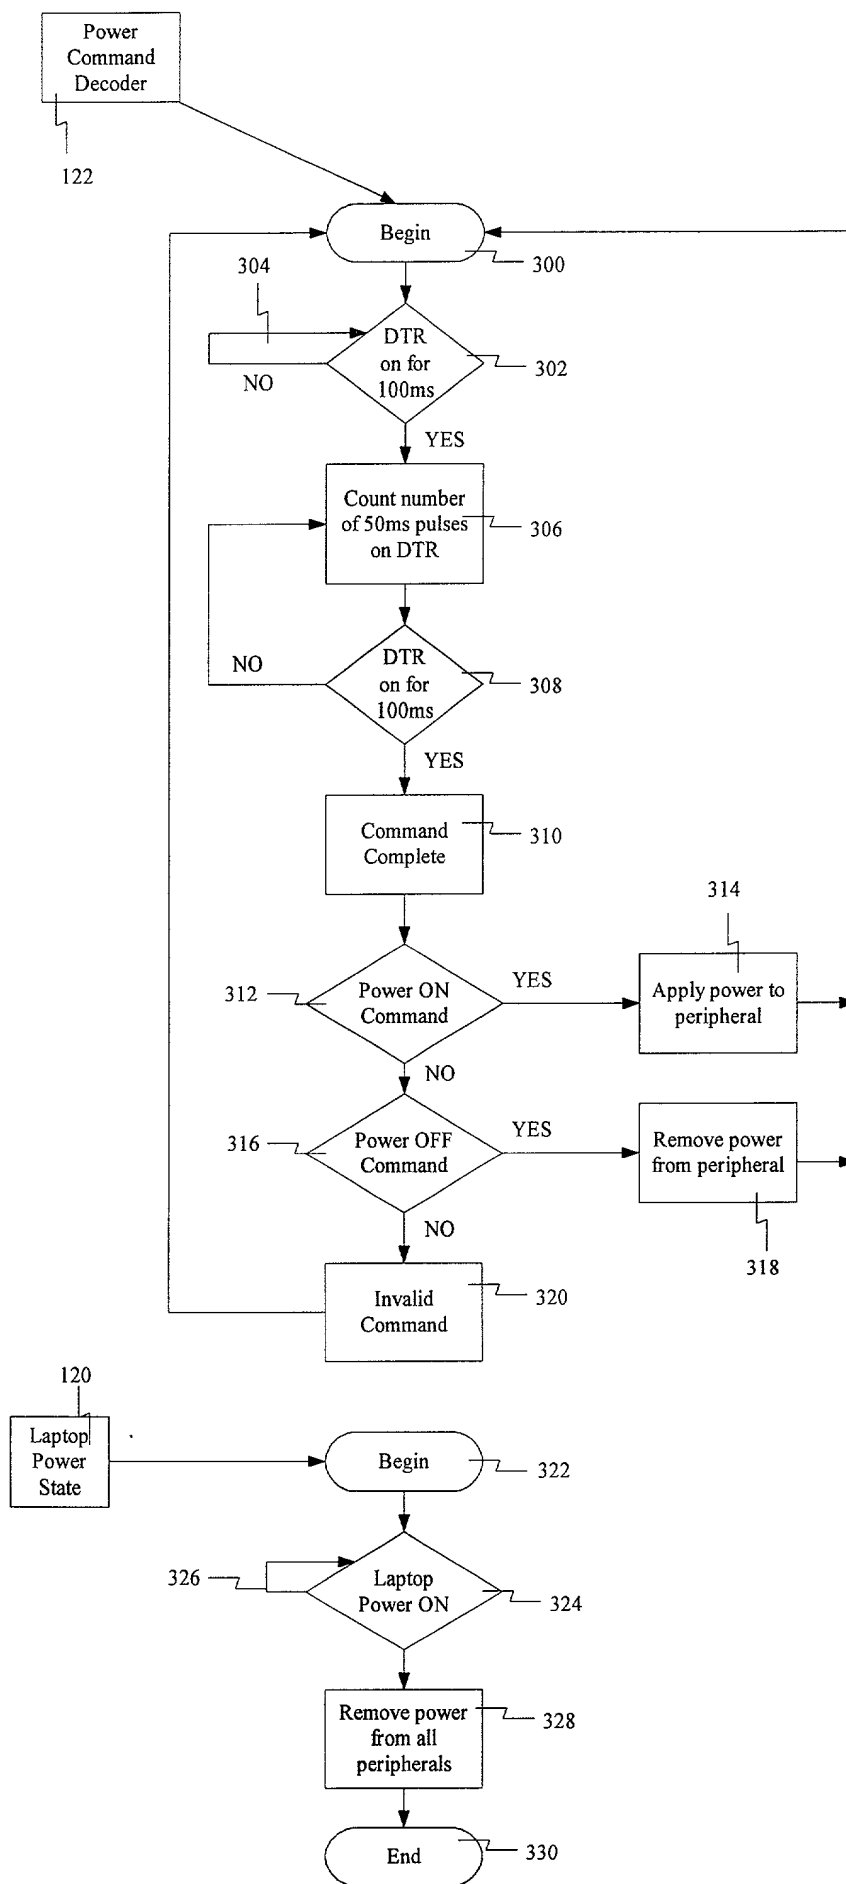 Power
Command
Decoder
122
Begin
300
304
DTR
on for
100ms
302
NO
YES
Count number
of 50ms pulses
on DTR
306
NO
DTR
on for
100ms
308
YES
Command
Complete
310
314
312
Power ON
Command
YES
Apply power to
peripheral
NO
316
Power OFF
Command
YES
Remove power
from peripheral
NO
318
Invalid
Command
320
120
Laptop
Power
State
Begin
322
326
Laptop
Power ON
324
Remove power
from all
peripherals
328
End
330